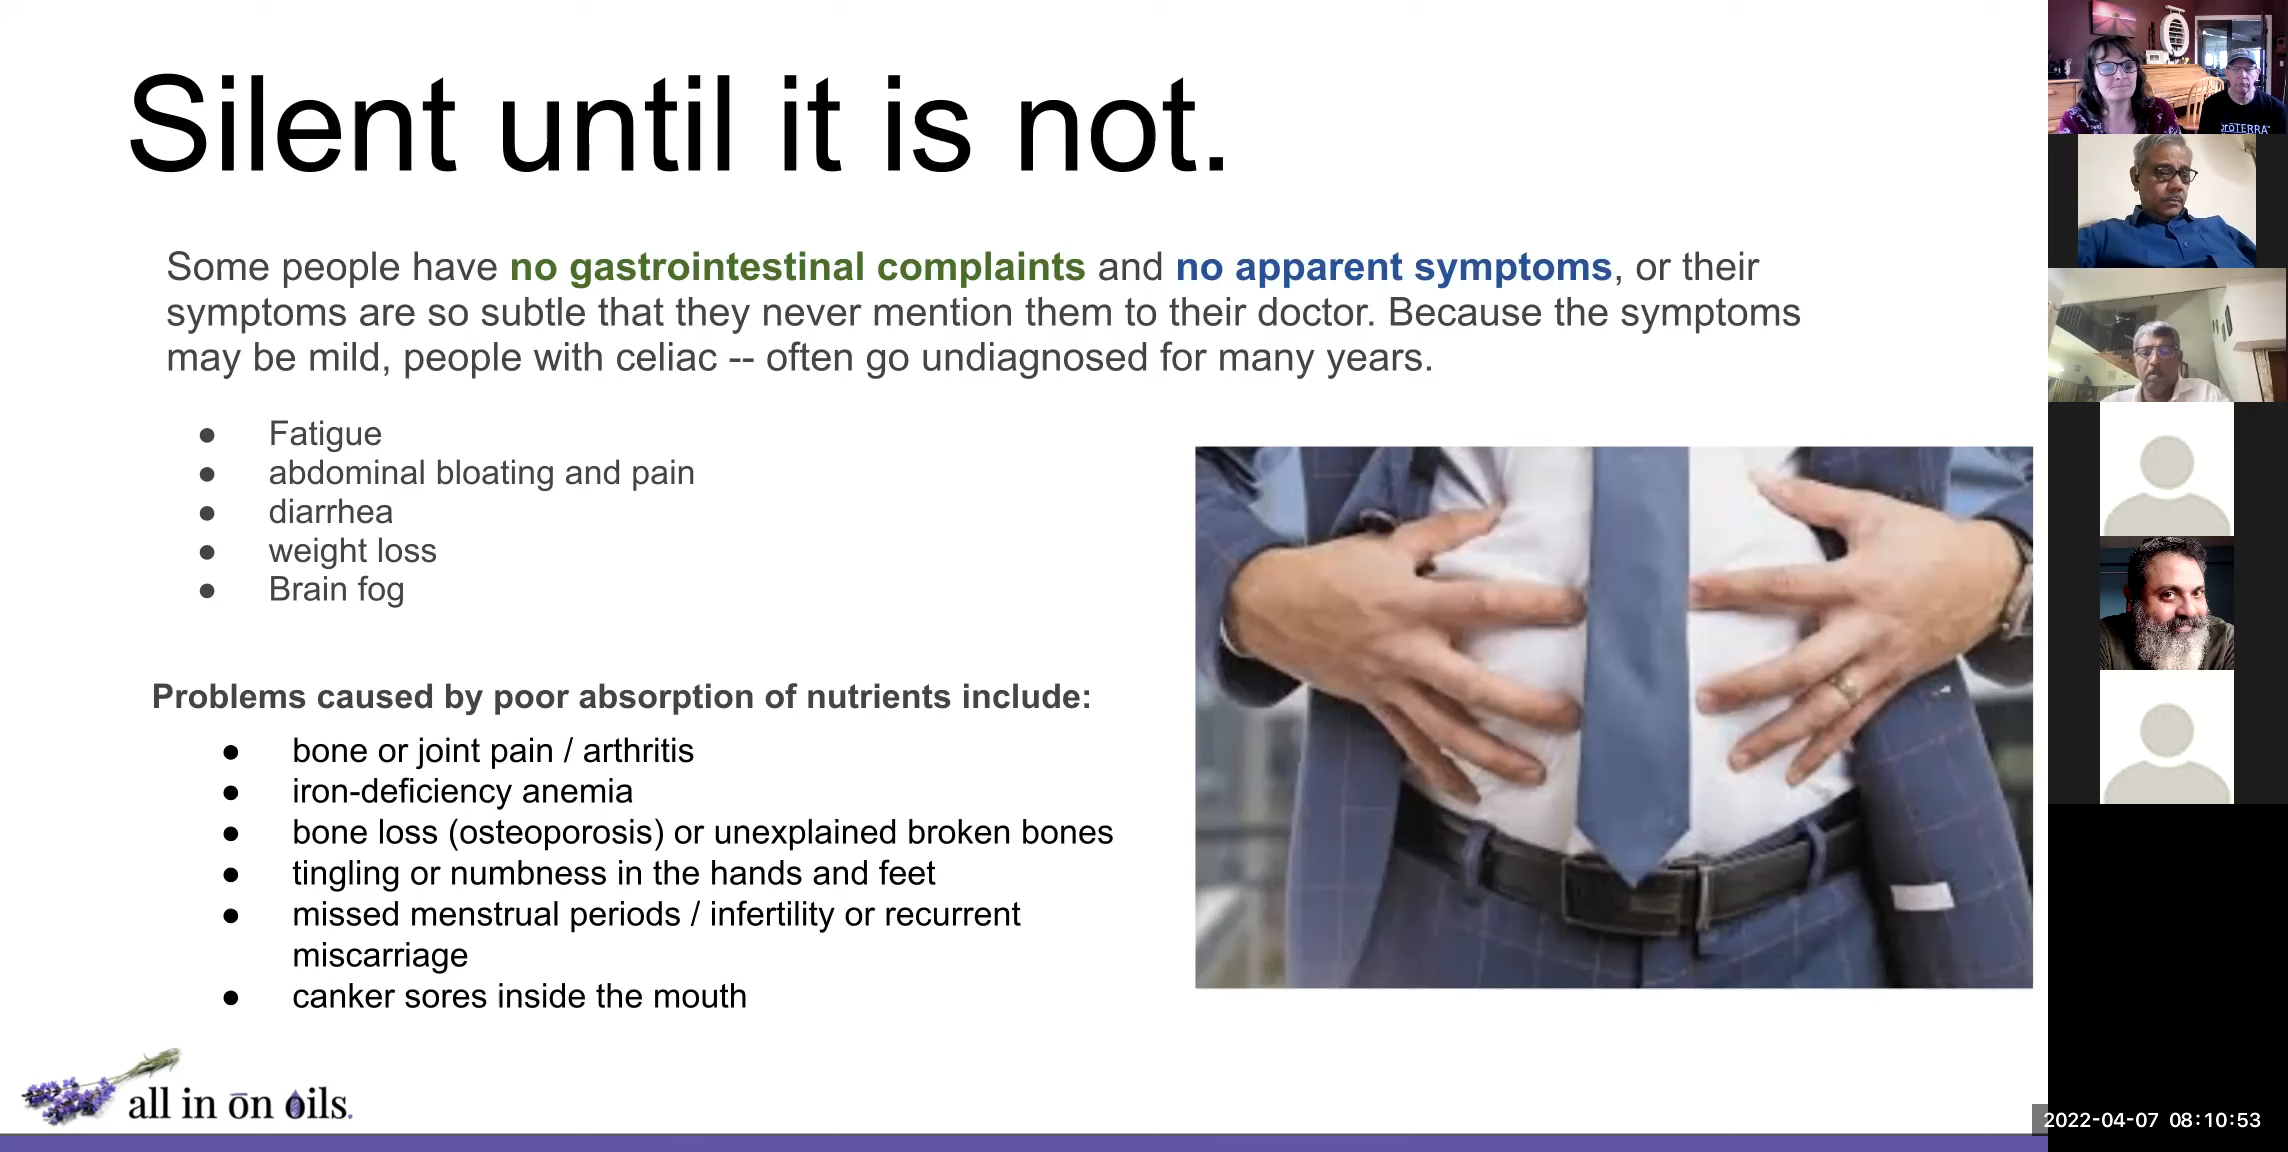 Silent until it is not.
Some people have no gastrointestinal complaints and no apparent symptoms, or their
symptoms are so subtle that they never mention them to their doctor. Because the symptoms
may be mild, people with celiac -- often go undiagnosed for many years.
● Fatigue
● abdominal bloating and pain
● diarrhea
● weight loss
● Brain fog
Problems caused by poor absorption of nutrients include:
● bone or joint pain / arthritis
● iron-deficiency anemia
● bone loss (osteoporosis) or unexplained broken bones
● tingling or numbness in the hands and feet
● missed menstrual periods / infertility or recurrent
miscarriage
● canker sores inside the mouth
all in ōn oils.
dōTERRA
2022-04-07 08:10:53